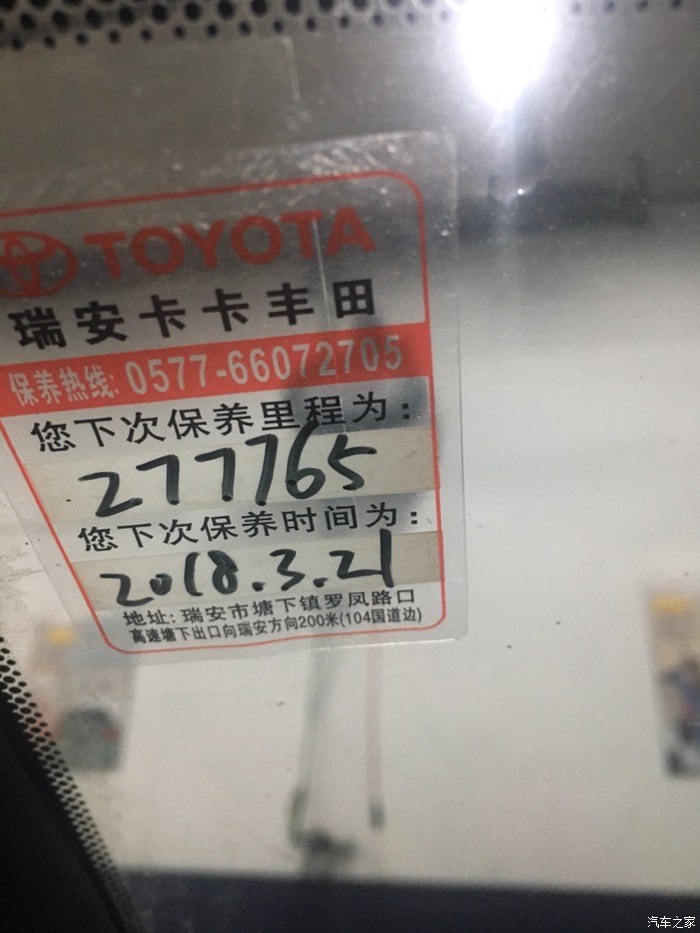 TOYOTA
瑞安卡卡丰田
保养热线: 0577-66072705
您下次保养里程为:
277765
您下次保养时间为:
2018.3.21
地址: 瑞安市塘下镇罗凤路口
高速塘下出口向瑞安方向200米(104国道边)
汽车之家